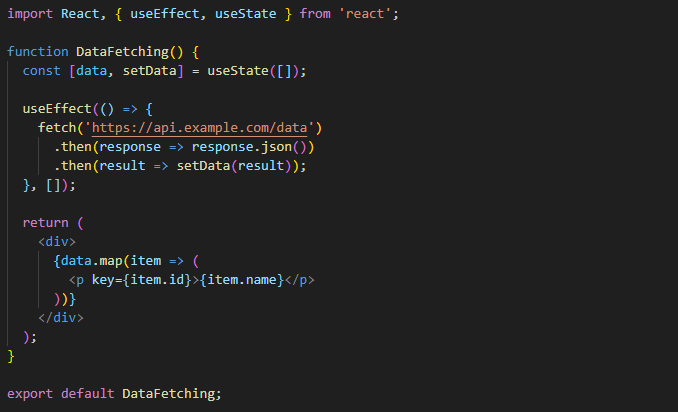 import React, { useEffect, useState } from 'react';

function DataFetching() {
  const [data, setData] = useState([]);

  useEffect(() => {
    fetch('https://api.example.com/data')
      .then(response => response.json())
      .then(result => setData(result));
  }, []);

  return (
    <div>
      {data.map(item => (
        <p key={item.id}>{item.name}</p>
      ))}
    </div>
  );
}

export default DataFetching;